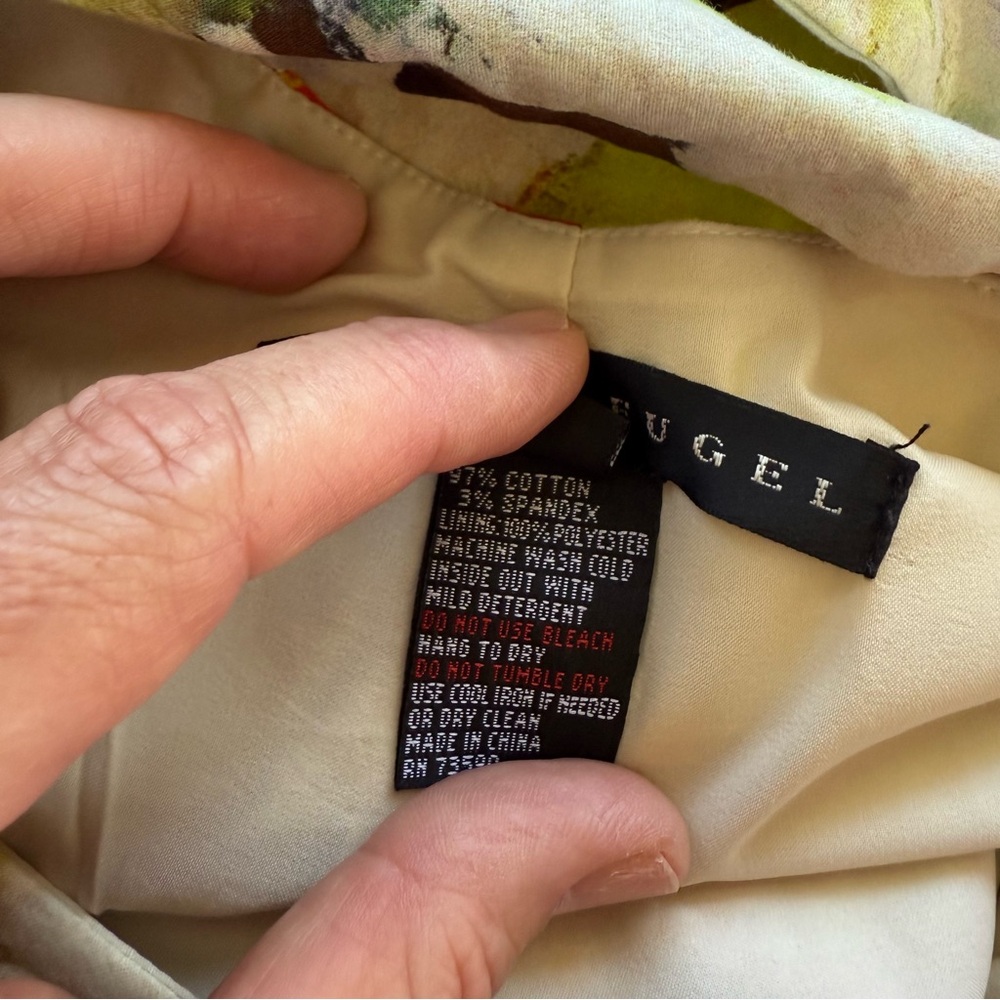 UGEL
97% COTTON
3% SPANDEX
LINING:100%POLYESTER
MACHINE WASH COLD
INSIDE OUT WITH
MILD DETERGENT
DO NOT USE BLEACH
HANG TO DRY
DO NOT TUMBLE DRY
USE COOL IRON IF NEEDED
OR DRY CLEAN
MADE IN CHINA
RN